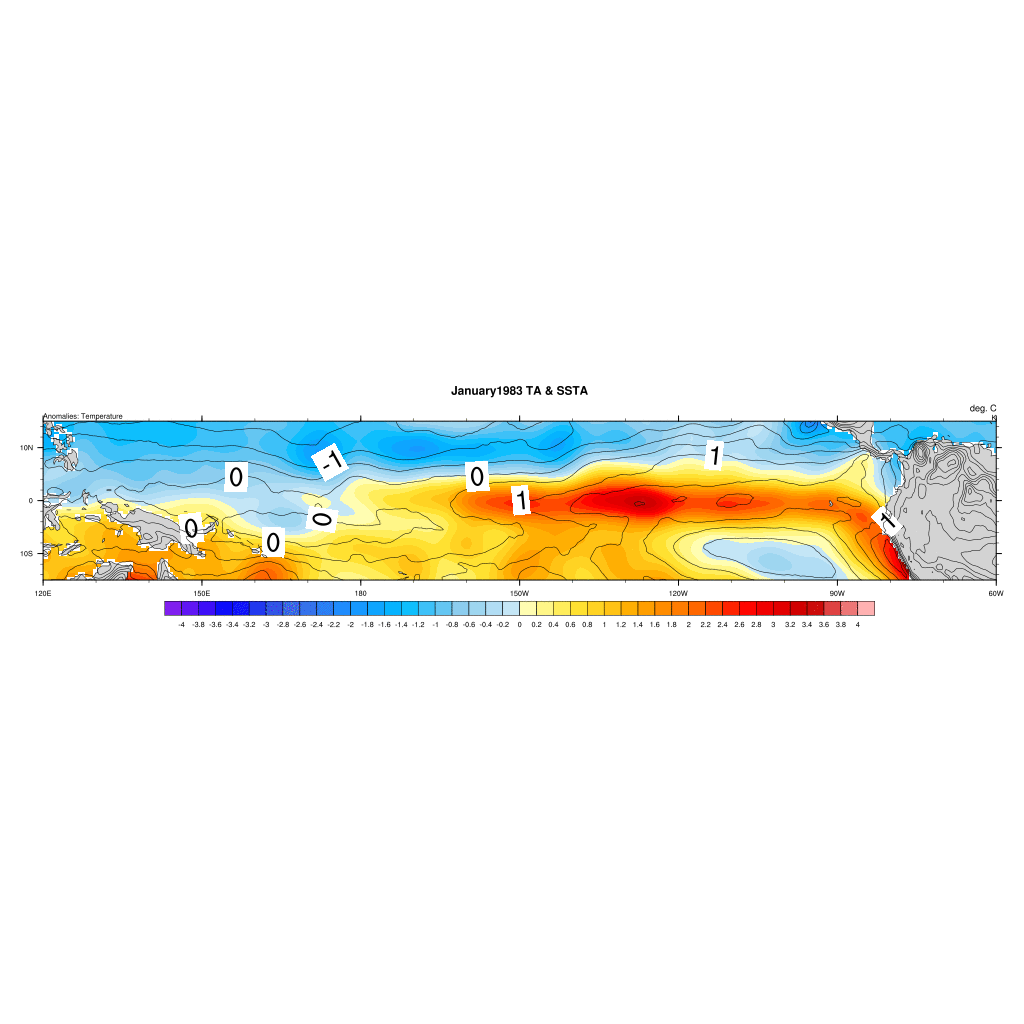 January1983 TA & SSTA
deg. C
Anomalies: Temperature
10N
0
10S
-1
1
0
0
1
0
0
0
1
120E 150E 180 150W 120W 90W 60W
-4 -3.8 -3.6 -3.4 -3.2 -3 -2.8 -2.6 -2.4 -2.2 -2 -1.8 -1.6 -1.4 -1.2 -1 -0.8 -0.6 -0.4 -0.2 0 0.2 0.4 0.6 0.8 1 1.2 1.4 1.6 1.8 2 2.2 2.4 2.6 2.8 3 3.2 3.4 3.6 3.8 4